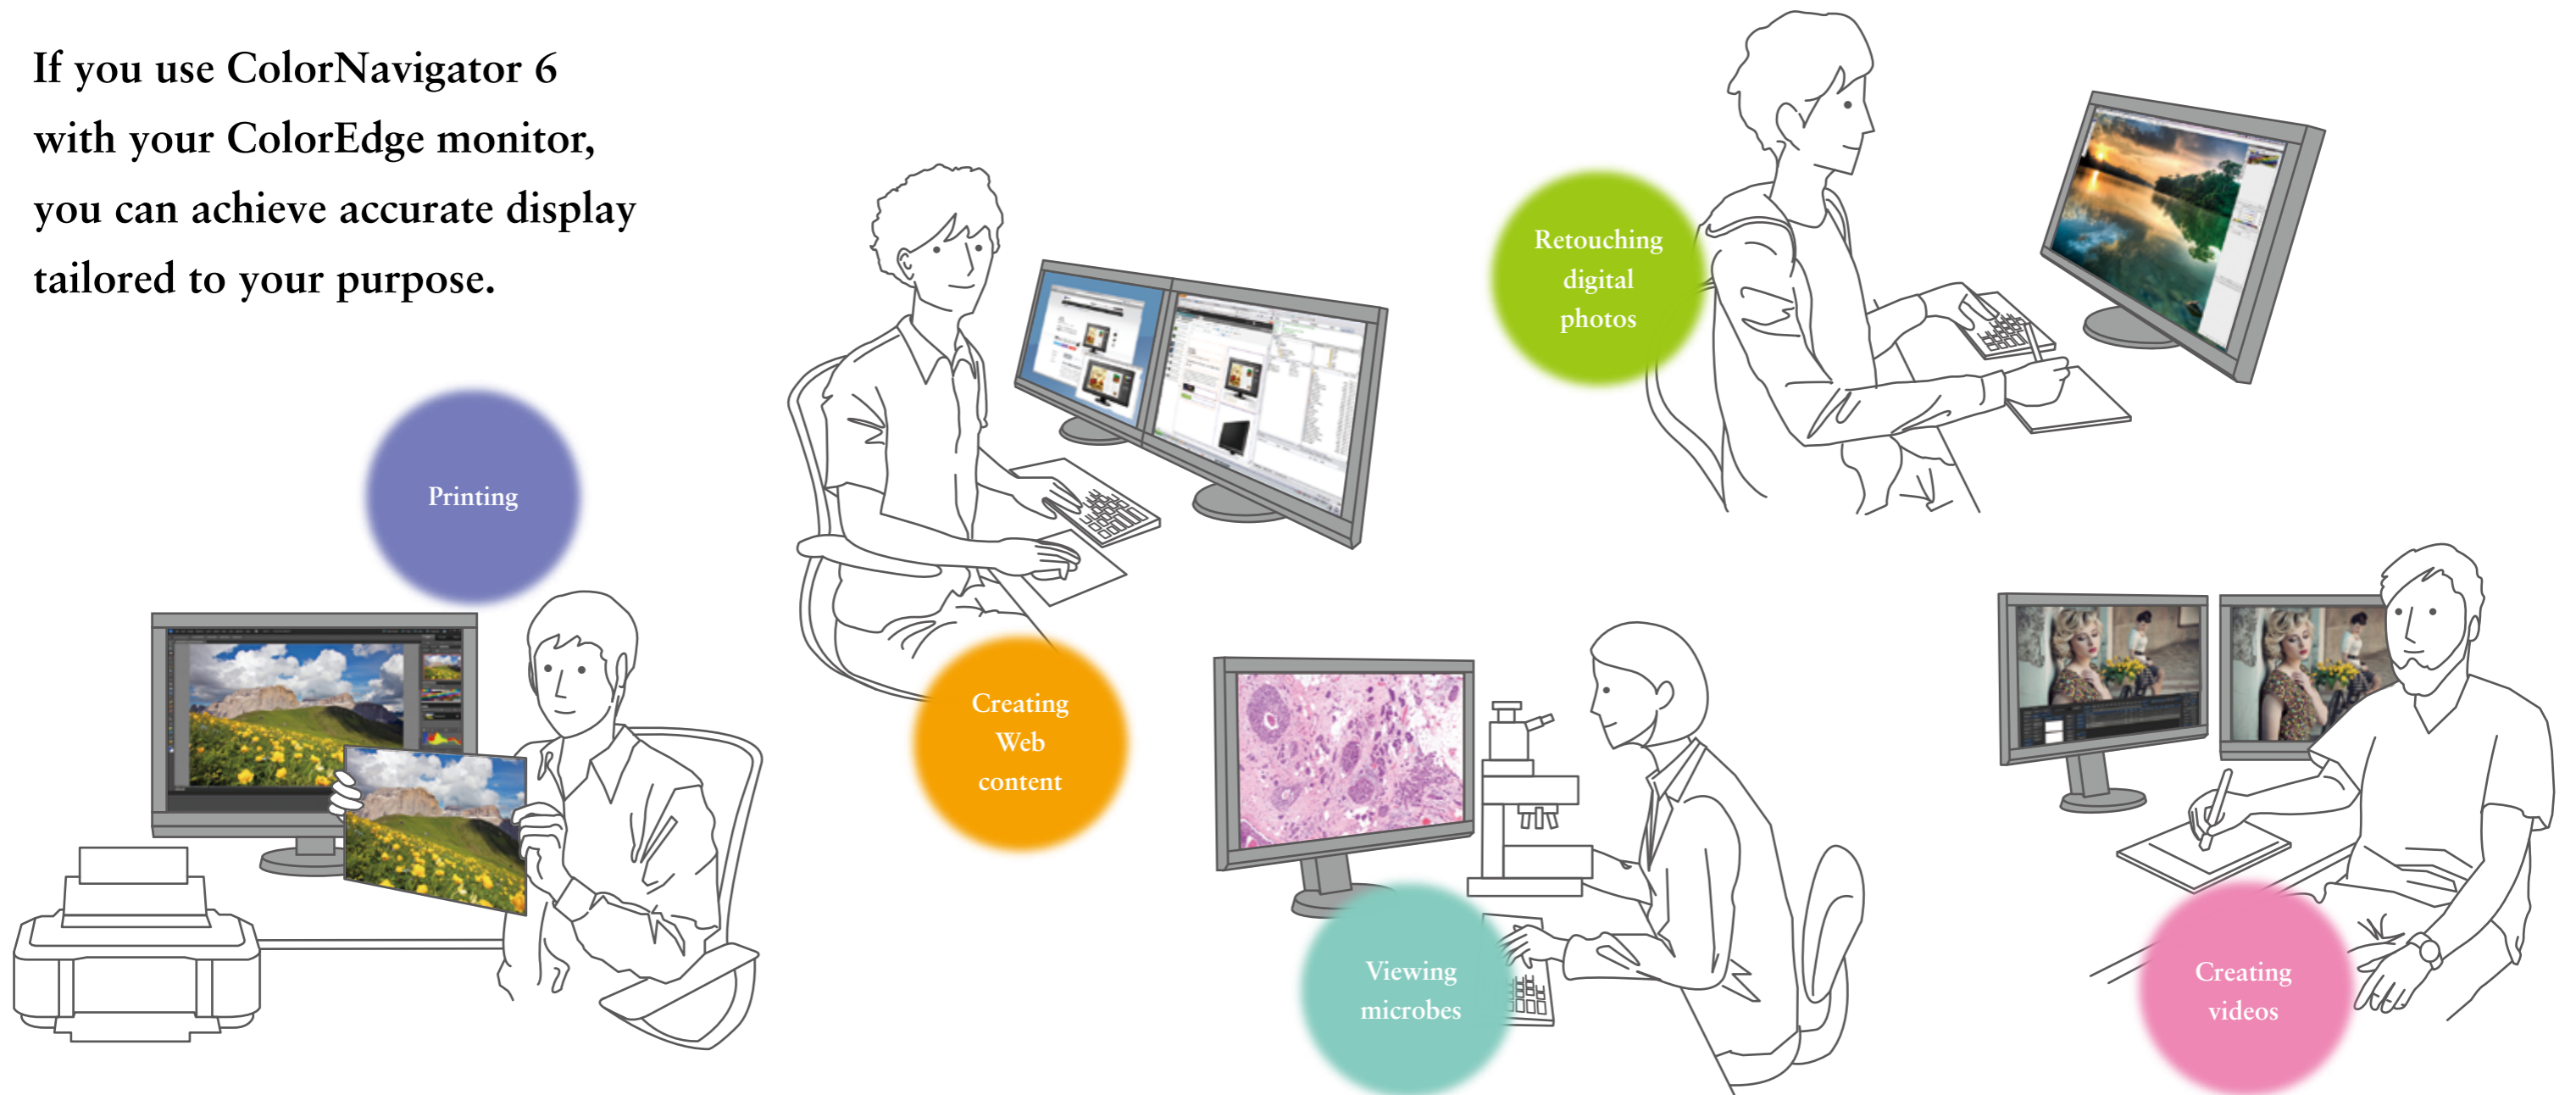 If you use ColorNavigator 6
with your ColorEdge monitor,
you can achieve accurate display
tailored to your purpose.
Retouching
digital
photos
Printing
Creating
Web
content
Viewing
microbes
Creating
videos